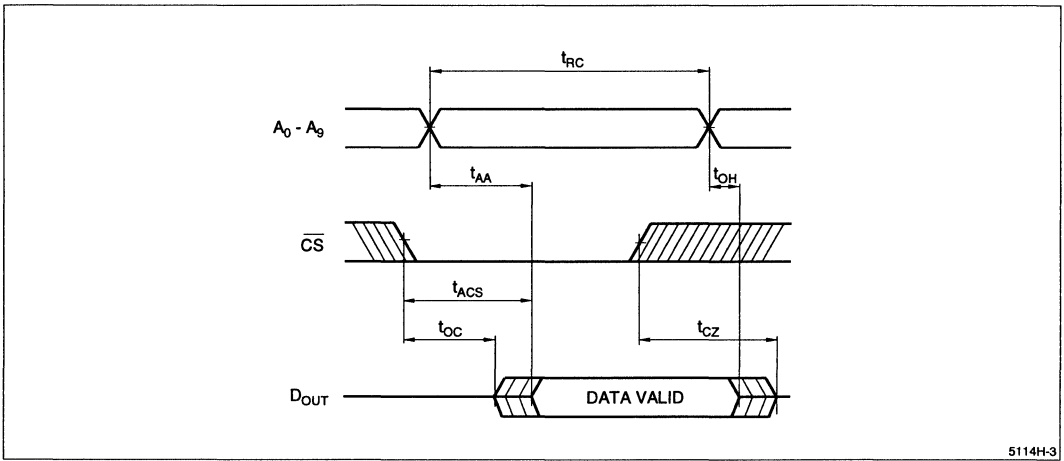 tRC
A0 - A9
tAA
tOH
CS
tACS
tOC
tCZ
DOUT
DATA VALID
5114H-3